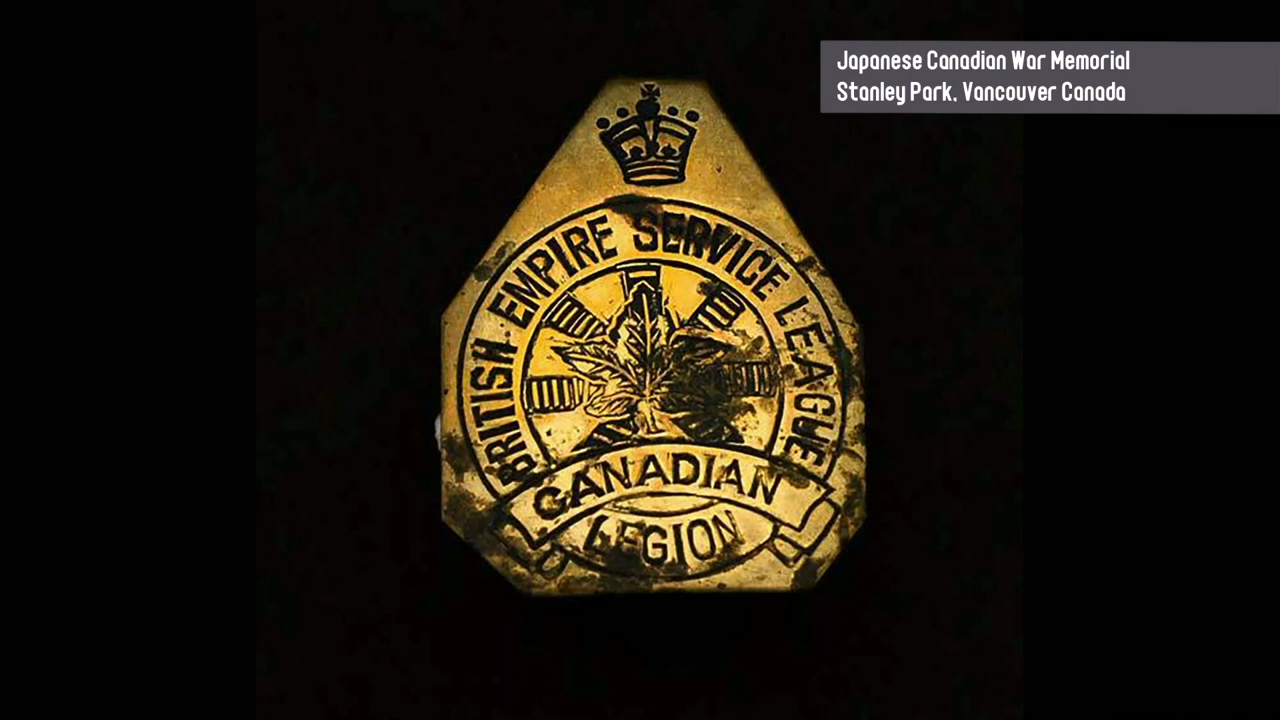 Japanese Canadian War Memorial
Stanley Park, Vancouver Canada
BRITISH EMPIRE SERVICE LEAGUE
CANADIAN
LEGION